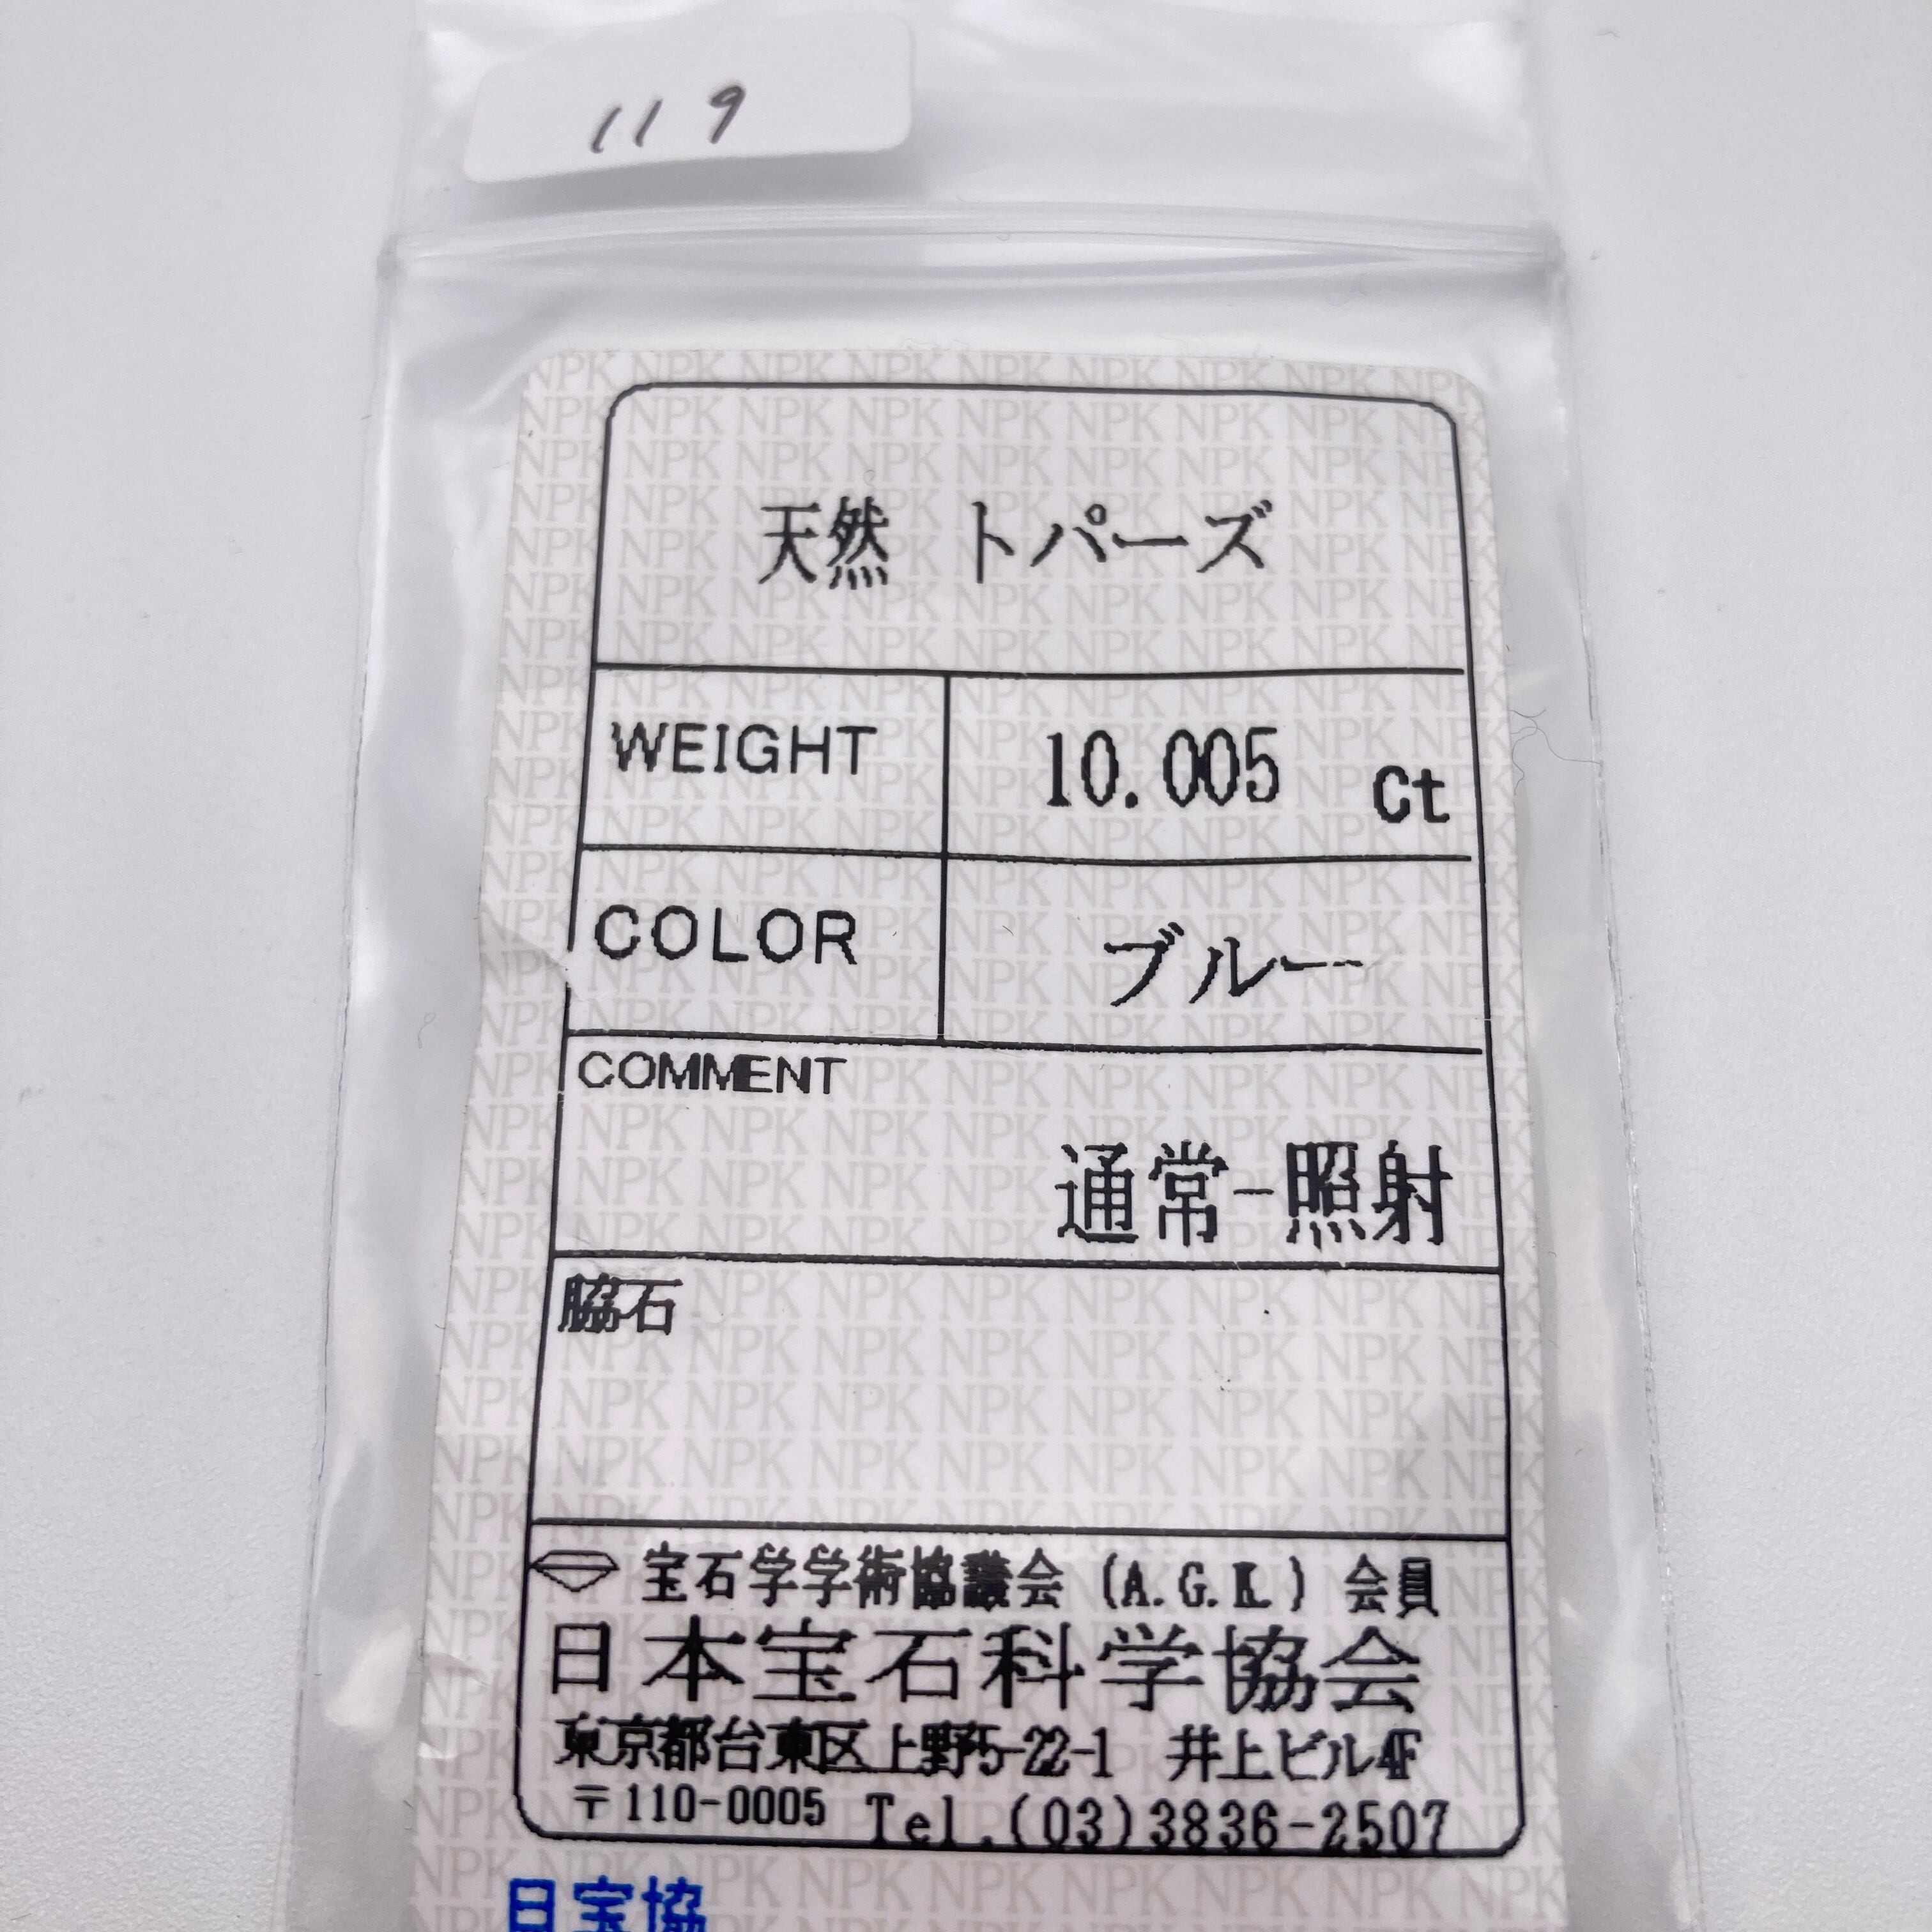 119
天然 トパーズ
WEIGHT 10.005 Ct
COLOR ブルー
COMMENT
通常-照射
脇石
宝石学学術協議会 (A.G.K.) 会員
日本宝石科学協会
東京都台東区上野5-22-1 井上ビル4F
〒110-0005 Tel.(03)3836-2507
日宝協